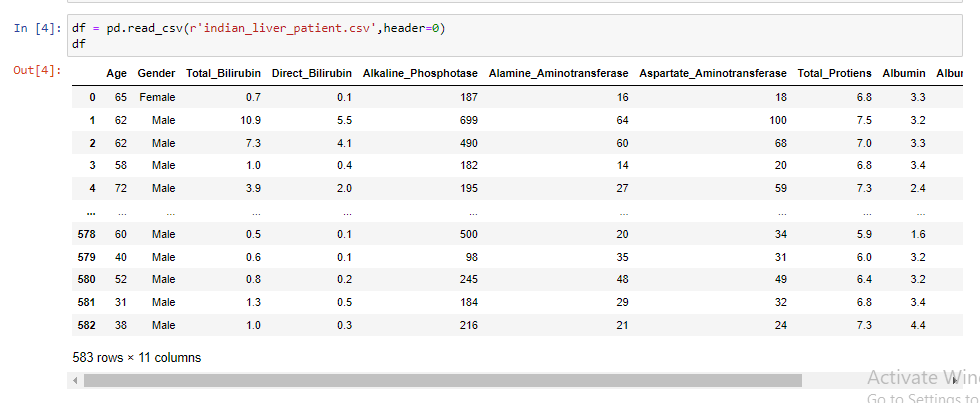 In [4]: df = pd.read_csv(r'indian_liver_patient.csv',header=0)
df
Out[4]:
Age Gender Total_Bilirubin Direct_Bilirubin Alkaline_Phosphotase Alamine_Aminotransferase Aspartate_Aminotransferase Total_Protiens Albumin Albur
0 65 Female 0.7 0.1 187 16 18 6.8 3.3
1 62 Male 10.9 5.5 699 64 100 7.5 3.2
2 62 Male 7.3 4.1 490 60 68 7.0 3.3
3 58 Male 1.0 0.4 182 14 20 6.8 3.4
4 72 Male 3.9 2.0 195 27 59 7.3 2.4
... ... ... ... ... ... ... ... ... ...
578 60 Male 0.5 0.1 500 20 34 5.9 1.6
579 40 Male 0.6 0.1 98 35 31 6.0 3.2
580 52 Male 0.8 0.2 245 48 49 6.4 3.2
581 31 Male 1.3 0.5 184 29 32 6.8 3.4
582 38 Male 1.0 0.3 216 21 24 7.3 4.4
583 rows × 11 columns
Activate Win
Go to Settings to